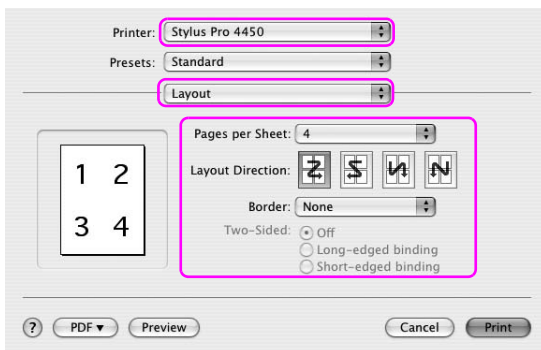 Printer: Stylus Pro 4450
Presets: Standard
Layout
Pages per Sheet: 4
1 2
3 4
Layout Direction:
Border: None
Two-Sided: Off
Long-edged binding
Short-edged binding
? PDF▼ Preview Cancel Print